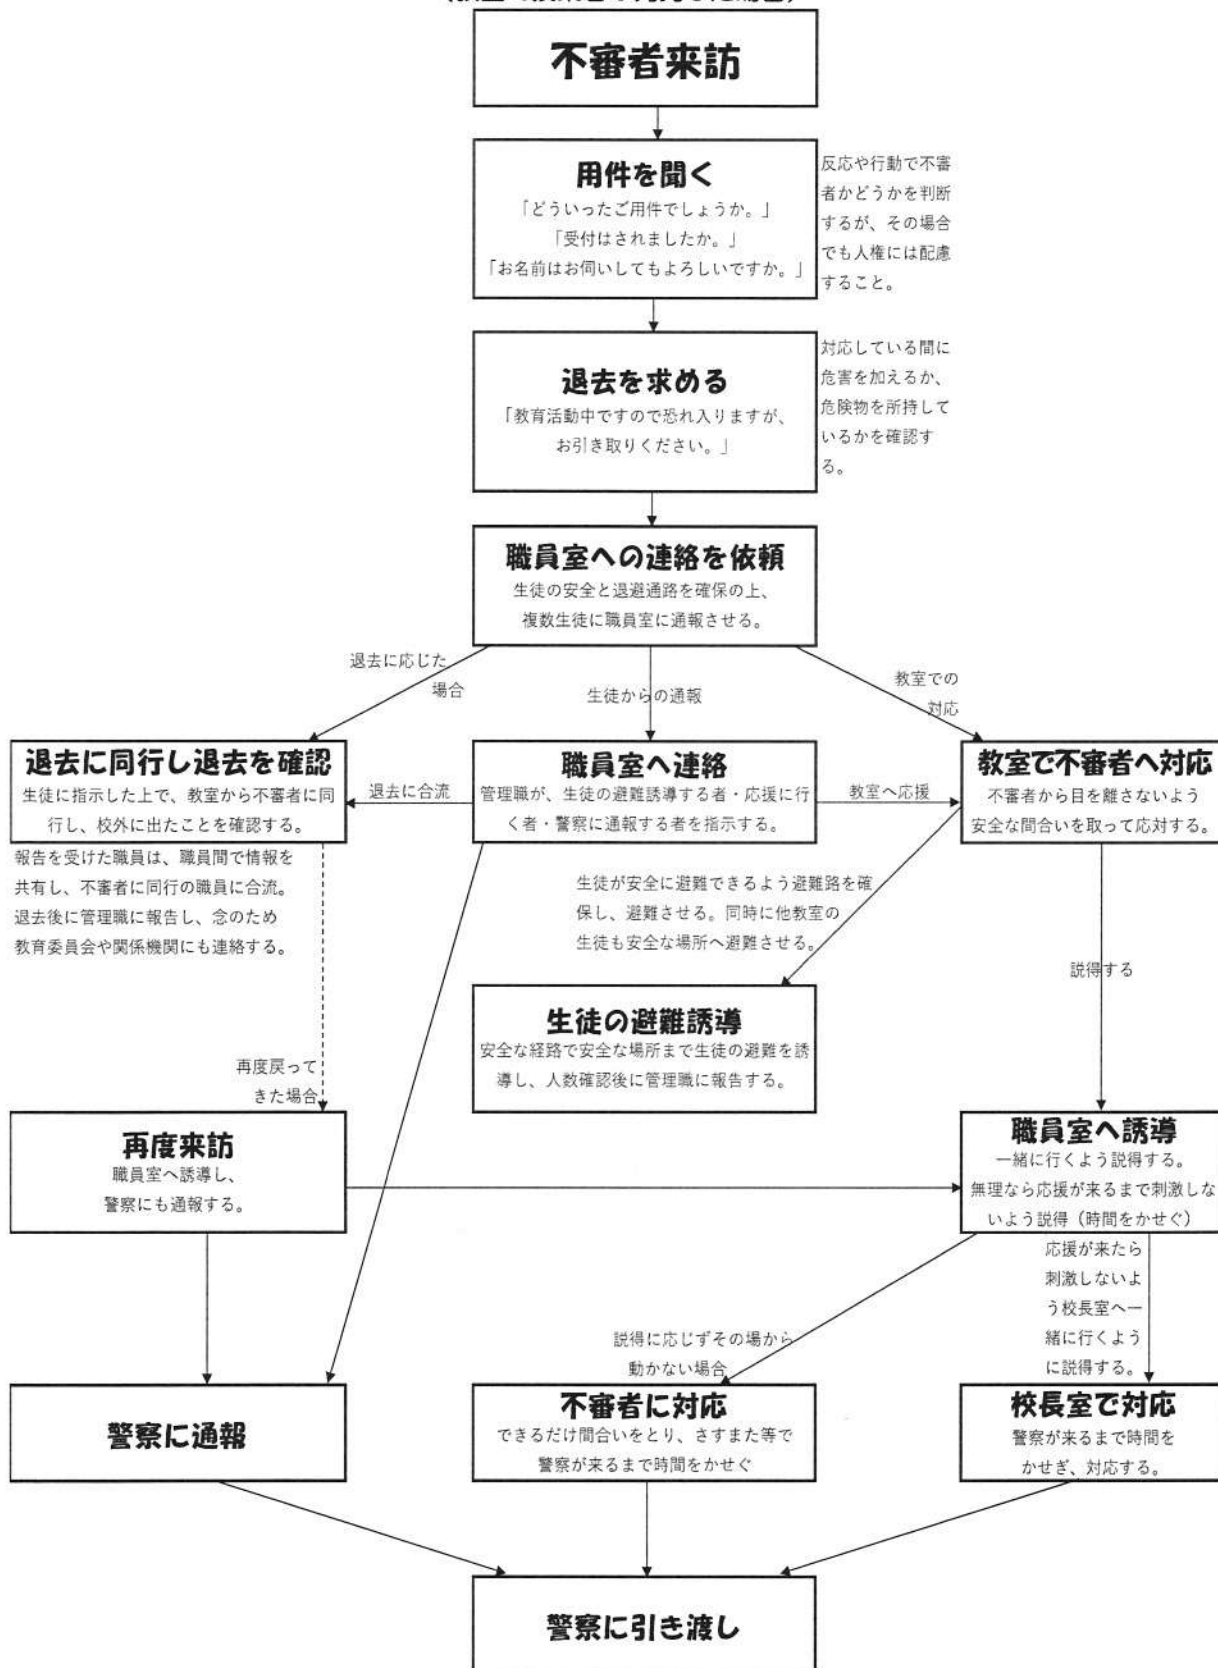 不審者来訪
用件を聞く
「どういったご用件でしょうか。」
「受付はされましたか。」
「お名前はお伺いしてもよろしいですか。」
反応や行動で不審
者かどうかを判断
するが、その場合
でも人権には配慮
すること。
退去を求める
「教育活動中ですので恐れ入りますが、
お引き取りください。」
対応している間に
危害を加えるか、
危険物を所持して
いるかを確認す
る。
職員室への連絡を依頼
生徒の安全と退避通路を確保の上、
複数生徒に職員室に通報させる。
退去に応じた
場合
生徒からの通報
教室での
対応
退去に同行し退去を確認
生徒に指示した上で、教室から不審者に同
行し、校外に出たことを確認する。
報告を受けた職員は、職員間で情報を
共有し、不審者に同行の職員に合流。
退去後に管理職に報告し、念のため
教育委員会や関係機関にも連絡する。
退去に合流
職員室へ連絡
管理職が、生徒の避難誘導する者・応援に行
く者・警察に通報する者を指示する。
教室へ応援
教室で不審者へ対応
不審者から目を離さないよう
安全な間合いを取って応対する。
生徒が安全に避難できるよう避難路を確
保し、避難させる。同時に他教室の
生徒も安全な場所へ避難させる。
説得する
生徒の避難誘導
安全な経路で安全な場所まで生徒の避難を誘
導し、人数確認後に管理職に報告する。
再度戻って
きた場合
再度来訪
職員室へ誘導し、
警察にも通報する。
職員室へ誘導
一緒に行くよう説得する。
無理なら応援が来るまで刺激しな
いよう説得（時間をかせぐ）
応援が来たら
刺激しないよ
う校長室へ一
緒に行くよう
に説得する。
説得に応じずその場から
動かない場合
警察に通報
不審者に対応
できるだけ間合いをとり、さすまた等で
警察が来るまで時間をかせぐ
校長室で対応
警察が来るまで時間を
かせぎ、対応する。
警察に引き渡し